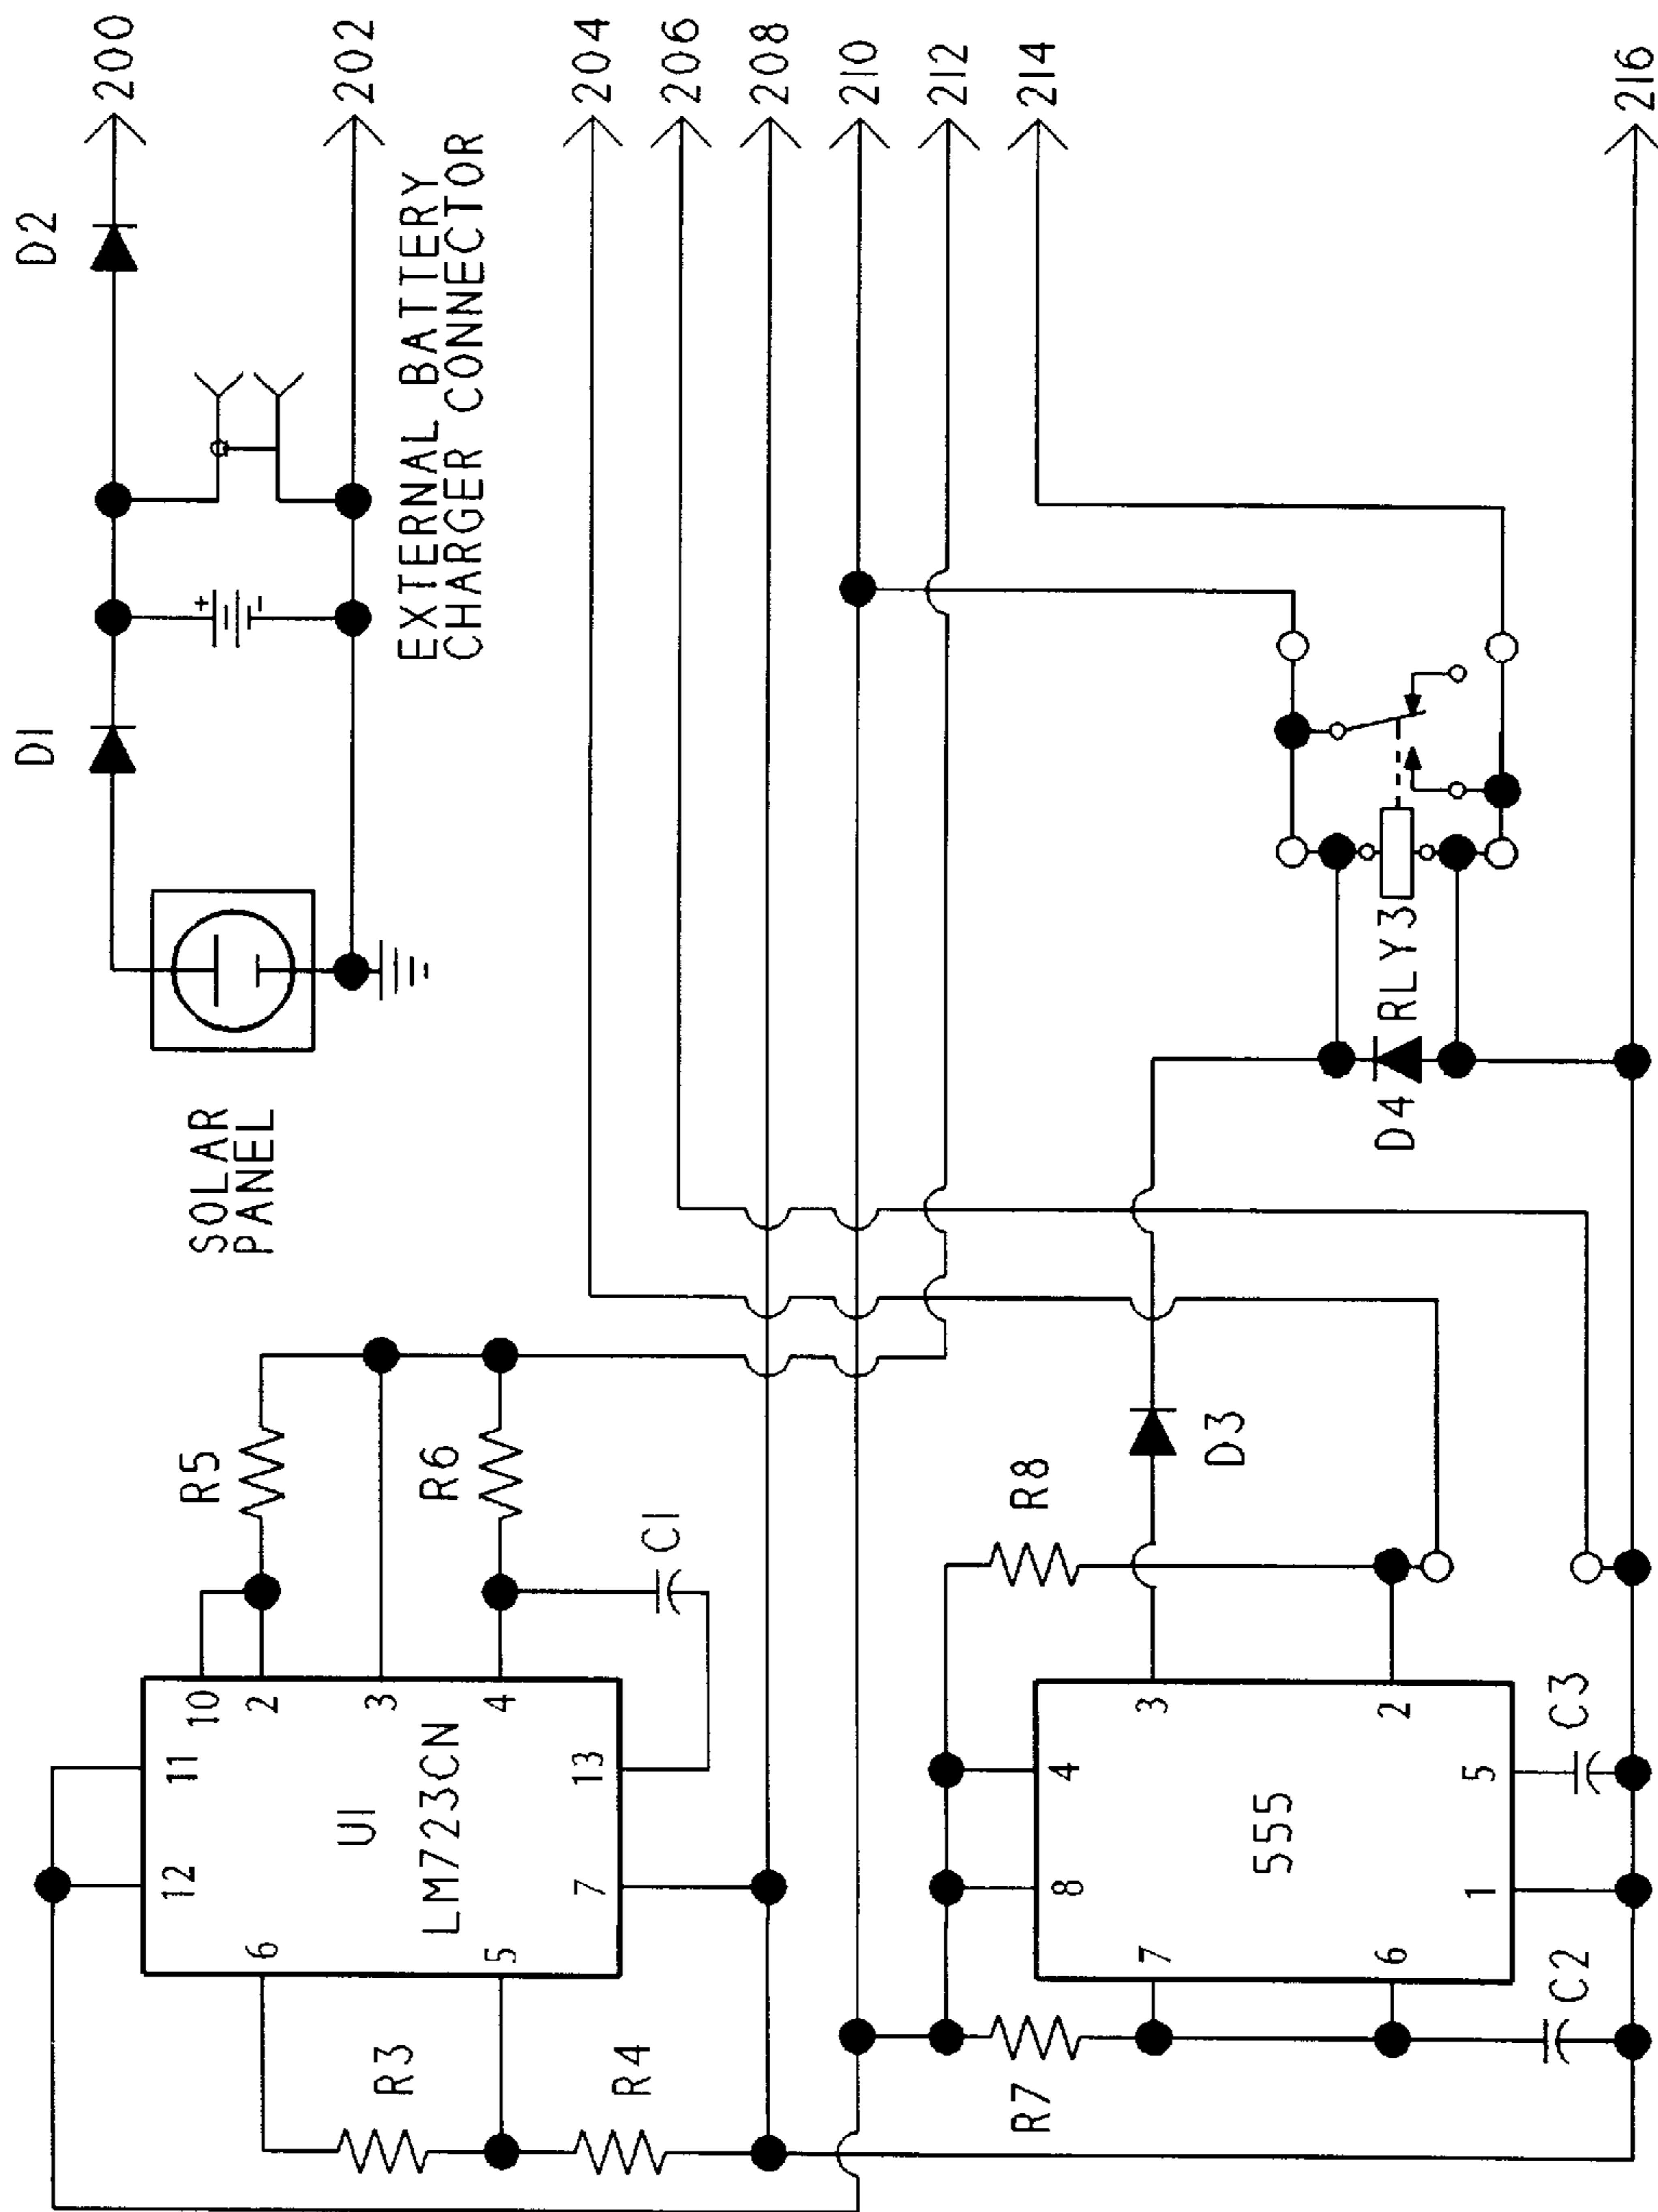 D1
D2
200
SOLAR
PANEL
+
-
202
EXTERNAL BATTERY
CHARGER CONNECTOR
204
206
208
210
212
214
216
R5
R6
C1
10
2
3
4
11
12
13
7
6
5
U1
LM723CN
R3
R4
R7
R8
D3
3
2
4
8
5
1
7
6
555
C2
C3
D4
RLY3